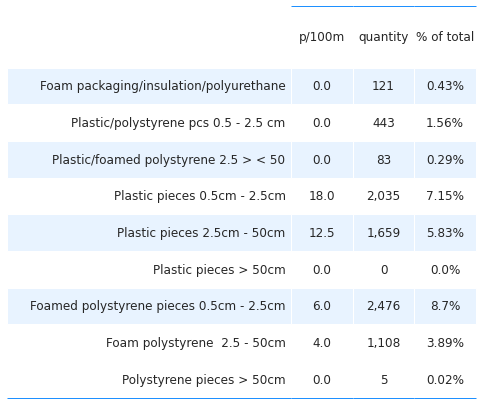 p/100m quantity % of total
Foam packaging/insulation/polyurethane 0.0 121 0.43%
Plastic/polystyrene pcs 0.5 - 2.5 cm 0.0 443 1.56%
Plastic/foamed polystyrene 2.5 > < 50 0.0 83 0.29%
Plastic pieces 0.5cm - 2.5cm 18.0 2,035 7.15%
Plastic pieces 2.5cm - 50cm 12.5 1,659 5.83%
Plastic pieces > 50cm 0.0 0 0.0%
Foamed polystyrene pieces 0.5cm - 2.5cm 6.0 2,476 8.7%
Foam polystyrene  2.5 - 50cm 4.0 1,108 3.89%
Polystyrene pieces > 50cm 0.0 5 0.02%